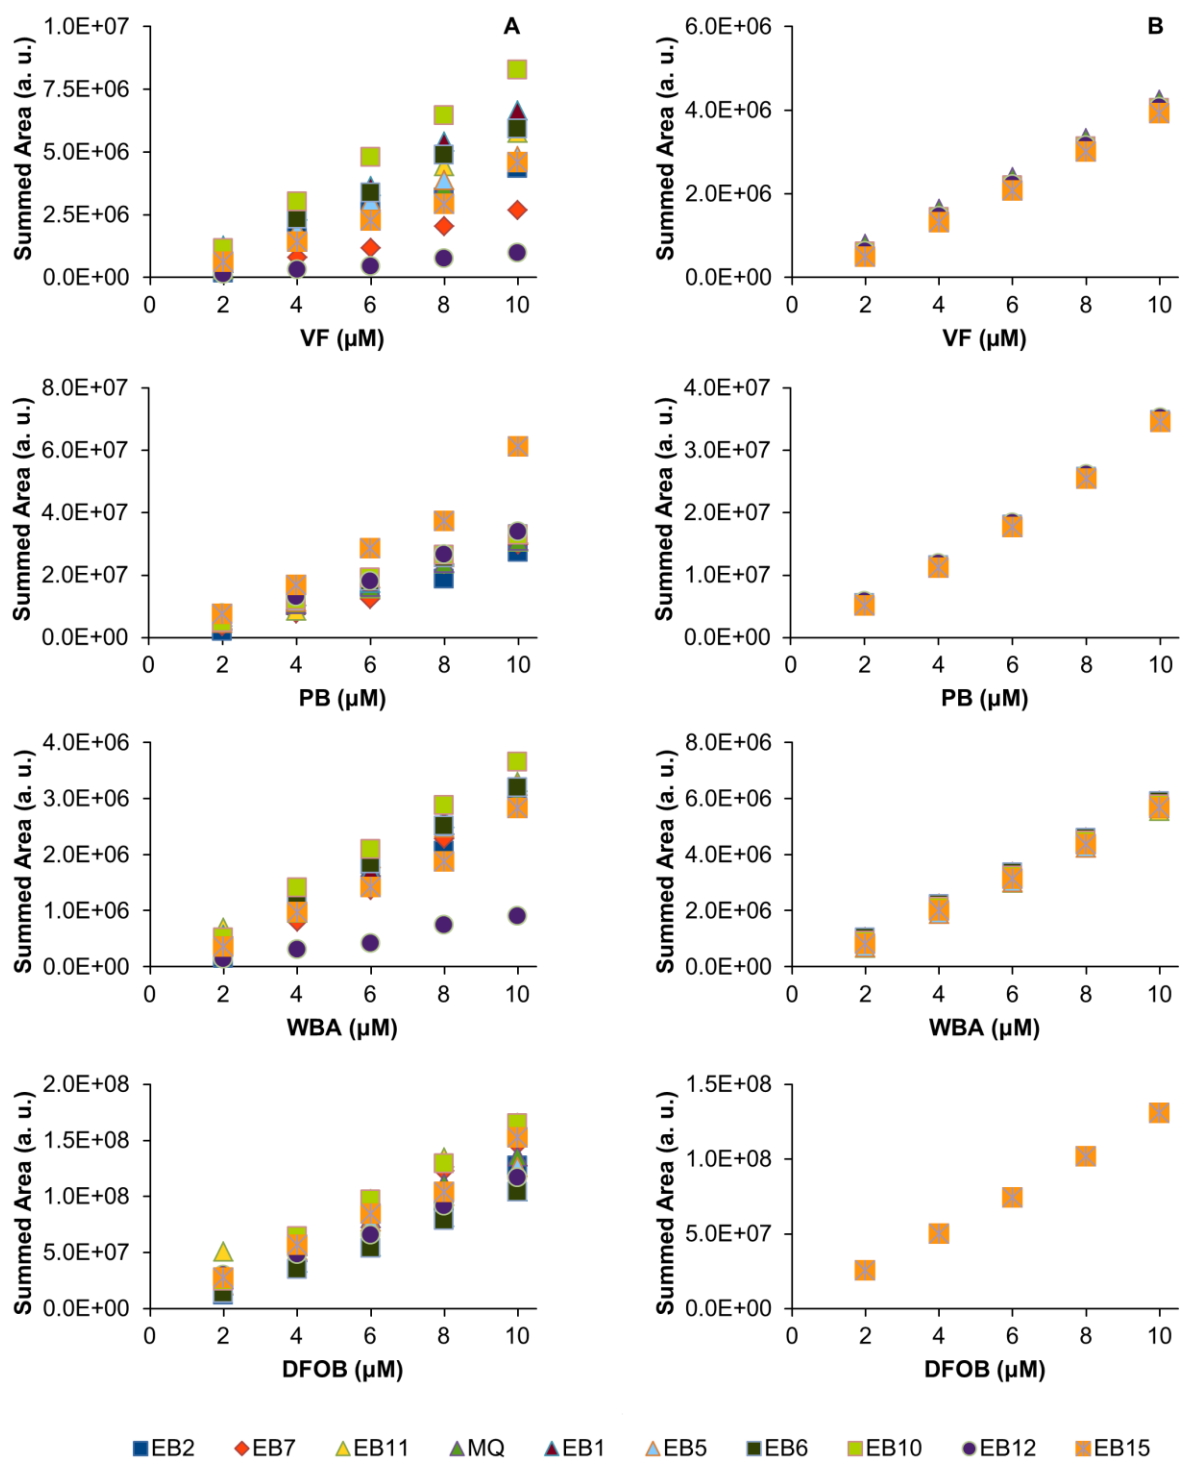 A
Summed Area (a. u.)
1.0E+07
7.5E+06
5.0E+06
2.5E+06
0.0E+00
0 2 4 6 8 10
VF (µM)
B
Summed Area (a. u.)
6.0E+06
4.0E+06
2.0E+06
0.0E+00
0 2 4 6 8 10
VF (µM)
Summed Area (a. u.)
8.0E+07
6.0E+07
4.0E+07
2.0E+07
0.0E+00
0 2 4 6 8 10
PB (µM)
Summed Area (a. u.)
4.0E+07
3.0E+07
2.0E+07
1.0E+07
0.0E+00
0 2 4 6 8 10
PB (µM)
Summed Area (a. u.)
4.0E+06
3.0E+06
2.0E+06
1.0E+06
0.0E+00
0 2 4 6 8 10
WBA (µM)
Summed Area (a. u.)
8.0E+06
6.0E+06
4.0E+06
2.0E+06
0.0E+00
0 2 4 6 8 10
WBA (µM)
Summed Area (a. u.)
2.0E+08
1.5E+08
1.0E+08
5.0E+07
0.0E+00
0 2 4 6 8 10
DFOB (µM)
Summed Area (a. u.)
1.5E+08
1.0E+08
5.0E+07
0.0E+00
0 2 4 6 8 10
DFOB (µM)
EB2 EB7 EB11 MQ EB1 EB5 EB6 EB10 EB12 EB15